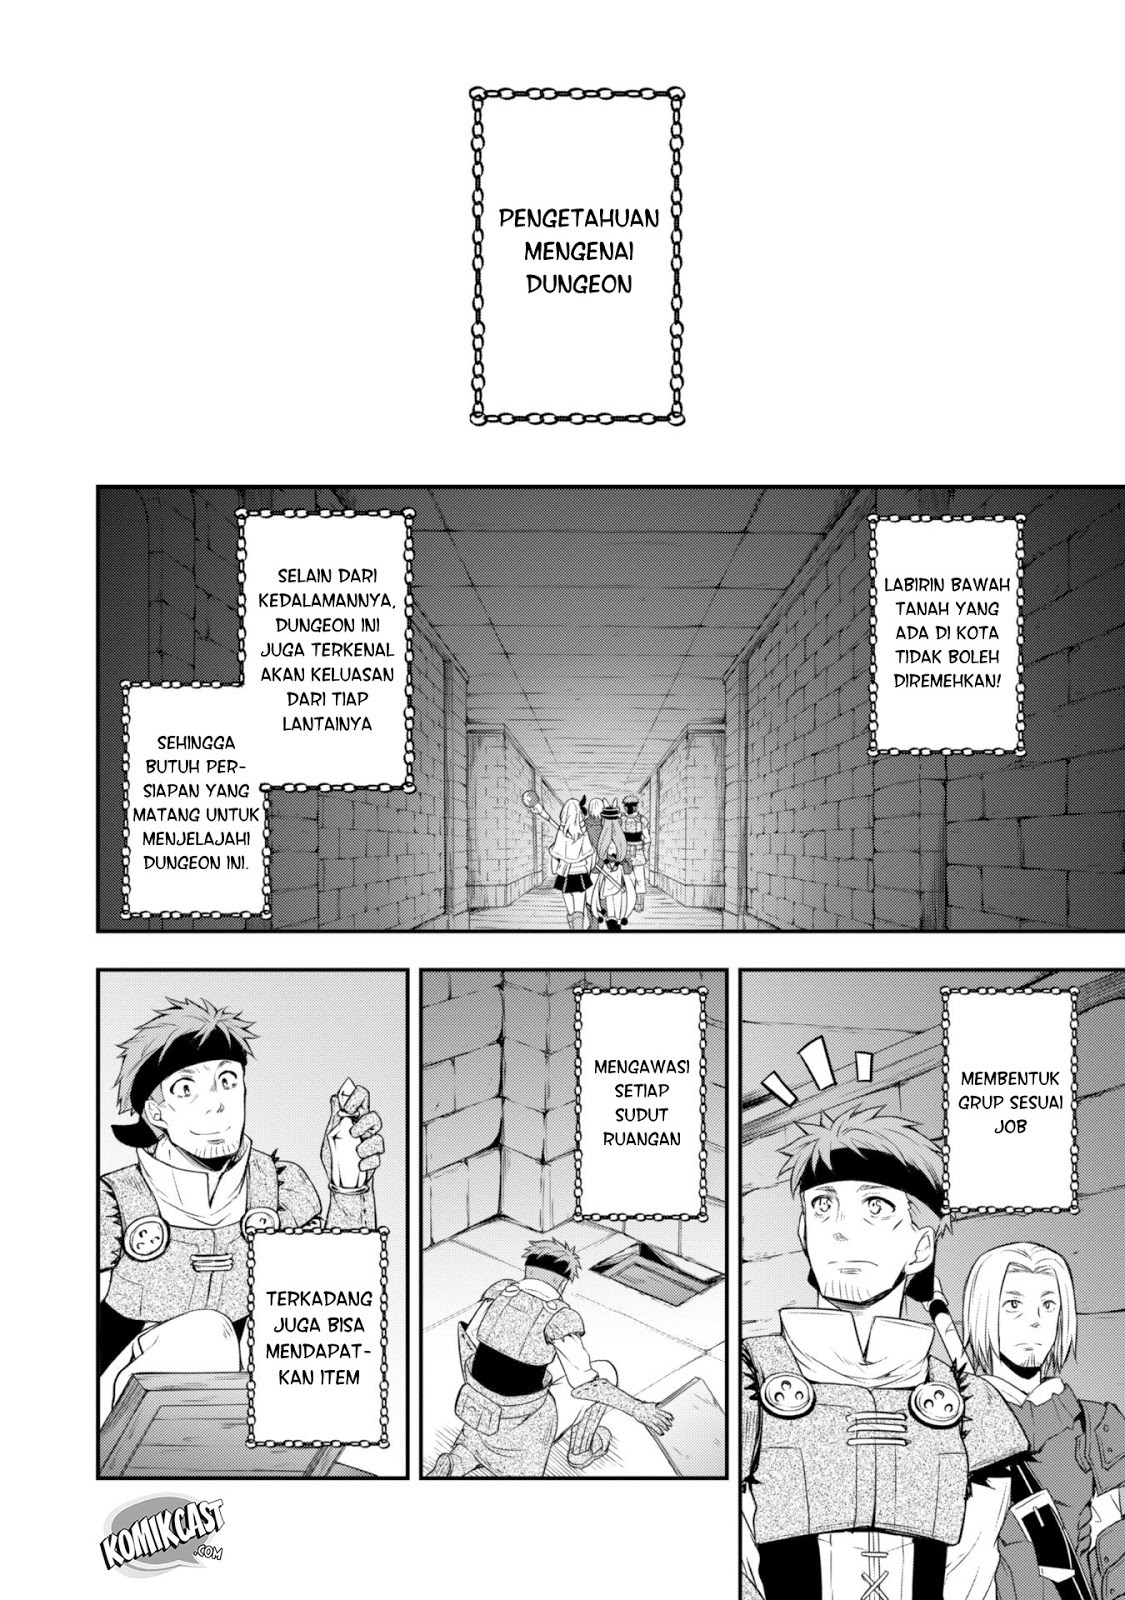 PENGETAHUAN
MENGENAI
DUNGEON
LABIRIN BAWAH
TANAH YANG
ADA DI KOTA
TIDAK BOLEH
DIREMEHKAN!
SELAIN DARI
KEDALAMANNYA,
DUNGEON INI
JUGA TERKENAL
AKAN KELUASAN
DARI TIAP
LANTAINYA
SEHINGGA
BUTUH PER-
SIAPAN YANG
MATANG UNTUK
MENJELAJAHI
DUNGEON INI.
MEMBENTUK
GRUP SESUAI
JOB
MENGAWASI
SETIAP
SUDUT
RUANGAN
TERKADANG
JUGA BISA
MENDAPAT-
KAN ITEM
KOMIKCAST
.COM